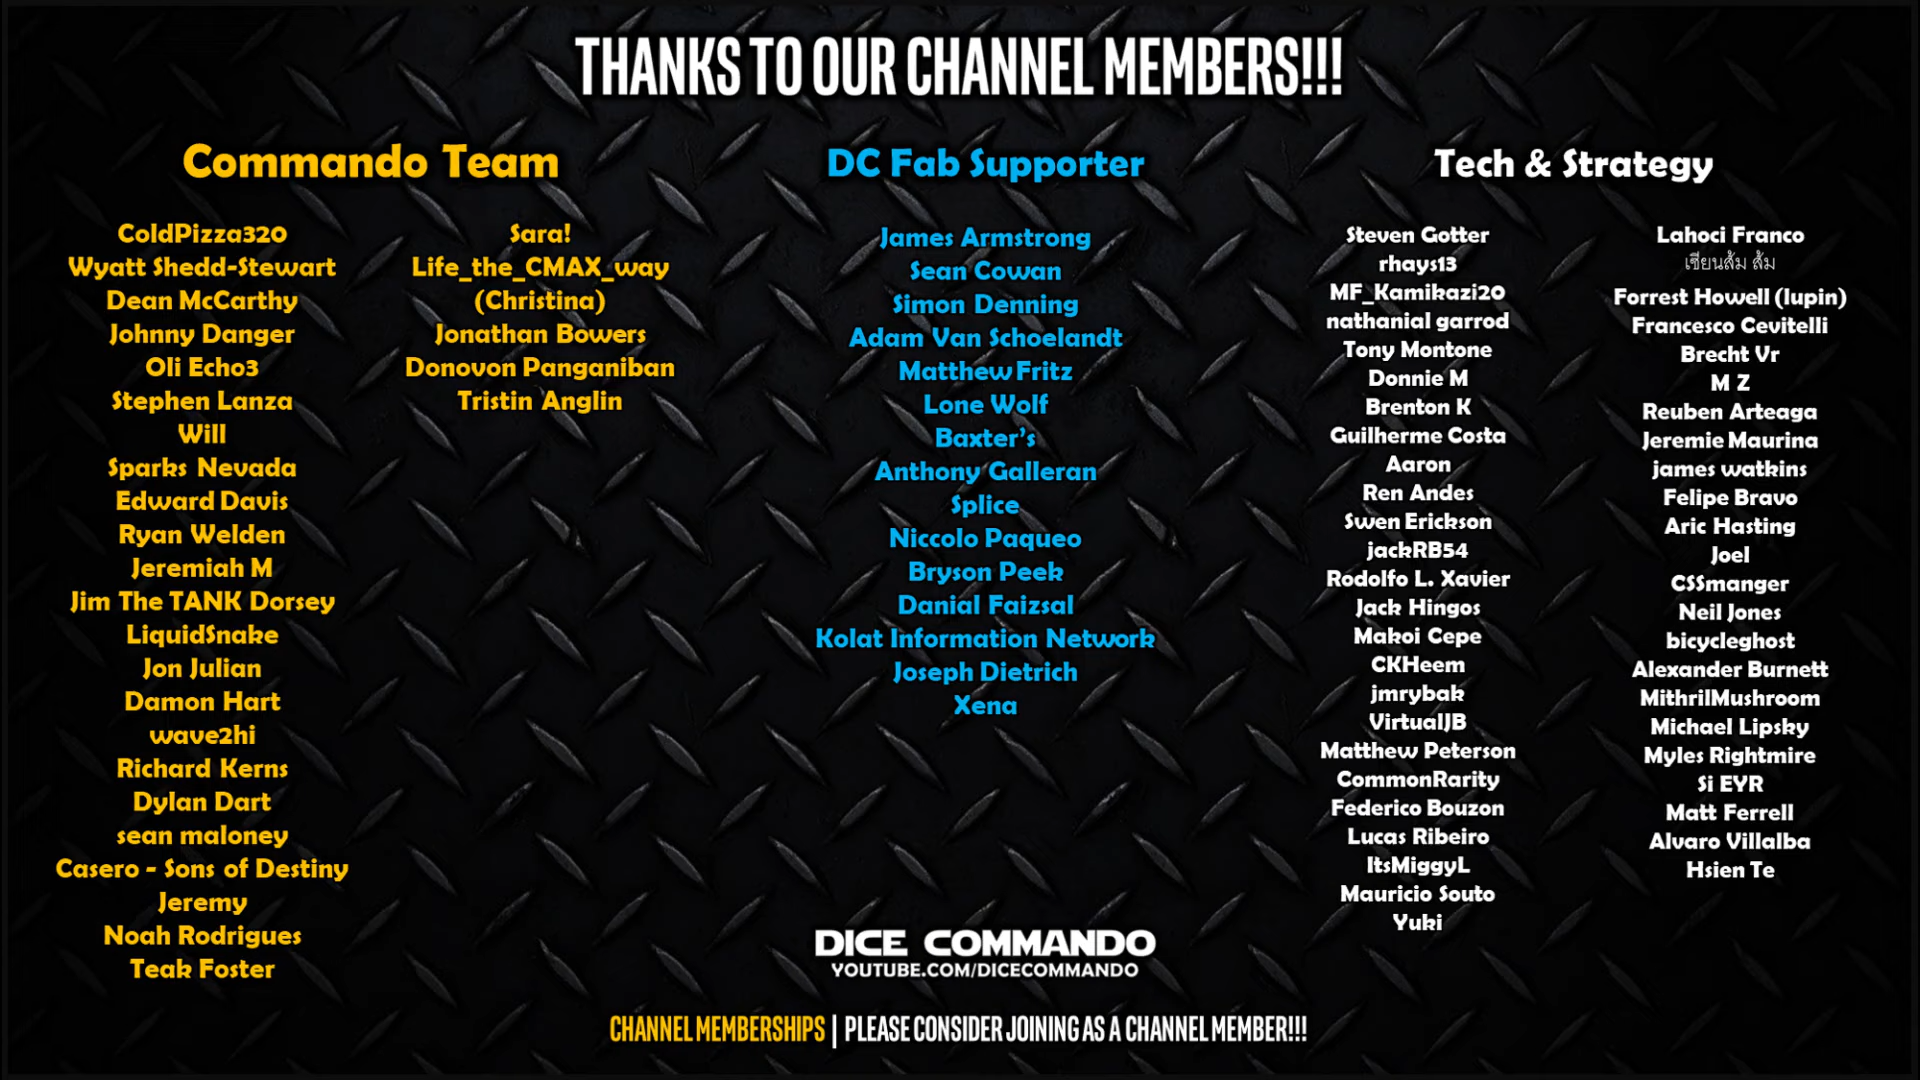 THANKS TO OUR CHANNEL MEMBERS!!!
Commando Team
ColdPizza320
Wyatt Shedd-Stewart
Dean McCarthy
Johnny Danger
Oli Echo3
Stephen Lanza
Will
Sparks Nevada
Edward Davis
Ryan Welden
Jeremiah M
Jim The TANK Dorsey
LiquidSnake
Jon Julian
Damon Hart
wave2hi
Richard Kerns
Dylan Dart
sean maloney
Casero - Sons of Destiny
Jeremy
Noah Rodrigues
Teak Foster
Sara!
Life_the_CMAX_way
(Christina)
Jonathan Bowers
Donovon Panganiban
Tristin Anglin
DC Fab Supporter
James Armstrong
Sean Cowan
Simon Denning
Adam Van Schoelandt
Matthew Fritz
Lone Wolf
Baxter’s
Anthony Galleran
Splice
Niccolo Paqueo
Bryson Peek
Danial Faizsal
Kolat Information Network
Joseph Dietrich
Xena
Tech & Strategy
Steven Gotter
rhays13
MF_Kamikazi20
nathanial garrod
Tony Montone
Donnie M
Brenton K
Guilherme Costa
Aaron
Ren Andes
Swen Erickson
jackRB54
Rodolfo L. Xavier
Jack Hingos
Makoi Cepe
CKHeem
jmrybak
VirtualJB
Matthew Peterson
CommonRarity
Federico Bouzon
Lucas Ribeiro
ItsMiggyL
Mauricio Souto
Yuki
Lahoci Franco
เซียนส้ม ส้ม
Forrest Howell (lupin)
Francesco Cevitelli
Brecht Vr
M Z
Reuben Arteaga
Jeremie Maurina
james watkins
Felipe Bravo
Aric Hasting
Joel
CSSmanger
Neil Jones
bicycleghost
Alexander Burnett
MithrilMushroom
Michael Lipsky
Myles Rightmire
Si EYR
Matt Ferrell
Alvaro Villalba
Hsien Te
DICE COMMANDO
YOUTUBE.COM/DICECOMMANDO
CHANNEL MEMBERSHIPS | PLEASE CONSIDER JOINING AS A CHANNEL MEMBER!!!